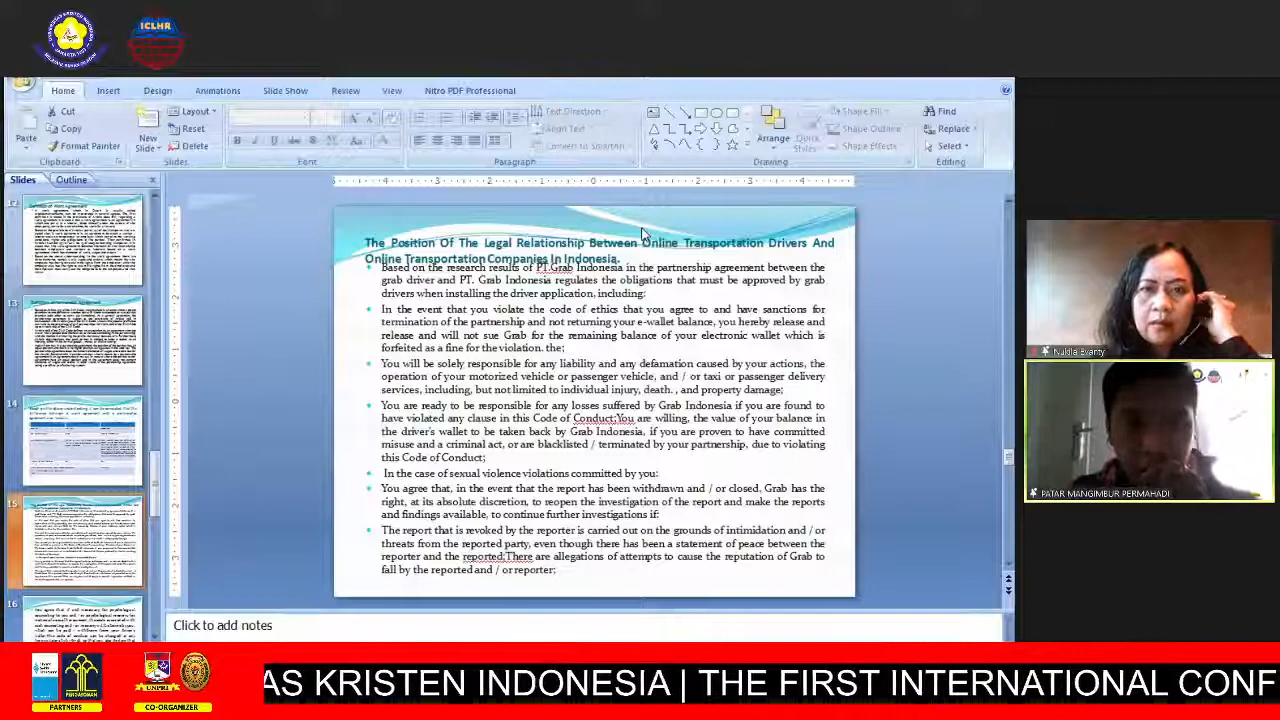 ICLHR
Home Insert Design Slide Show Animations Review View Nitro PDF Professional
Cut
Copy
Format Painter
Paste
Clipboard
New
Slide
Layout
Reset
Delete
Slides
Font
Text Direction
Align Text
Convert to SmartArt
Paragraph
Arrange
Quick
Styles
Shape Fill
Shape Outline
Shape Effects
Drawing
Find
Replace
Select
Editing
Slides Outline
13
14
15
16
The Position Of The Legal Relationship Between Online Transportation Drivers And
Online Transportation Companies In Indonesia.
Based on the research results of PT.Grab Indonesia in the partnership agreement between the
grab driver and PT. Grab Indonesia regulates the obligations that must be approved by grab
drivers when installing the driver application, including:
In the event that you violate the code of ethics that you agree to and have sanctions for
termination of the partnership and not returning your e-wallet balance, you hereby release and
release and will not sue Grab for the remaining balance of your electronic wallet which is
forfeited as a fine for the violation. the;
You will be solely responsible for any liability and any defamation caused by your actions, the
operation of your motorized vehicle or passenger vehicle, and / or taxi or passenger delivery
services, including, but not limited to individual injury, death. , and property damage;
You are ready to be responsible for any losses suffered by Grab Indonesia if you are found to
have violated any clause in this Code of Conduct;You are willing, the value of your balance in
the driver's wallet to be taken back by Grab Indonesia, if you are proven to have committed
misuse and a criminal act, or are blacklisted / terminated by your partnership, due to violating
this Code of Conduct;
In the case of sexual violence violations committed by you:
You agree that, in the event that the report has been withdrawn and / or closed, Grab has the
right, at its absolute discretion, to reopen the investigation of the report and make the reports
and findings available, to continue further investigations if:
The report that is revoked by the reporter is carried out on the grounds of intimidation and / or
threats from the reported party, even though there has been a statement of peace between the
reporter and the reported;There are allegations of attempts to cause the reputation of Grab to
fall by the reported and / or reporter;
Click to add notes
Nukila Evanty
PATAR MANGIMBUR PERMAHADI
PENGAYOMAN
PARTNERS
UNPRI
CO-ORGANIZER
AS KRISTEN INDONESIA | THE FIRST INTERNATIONAL CONF